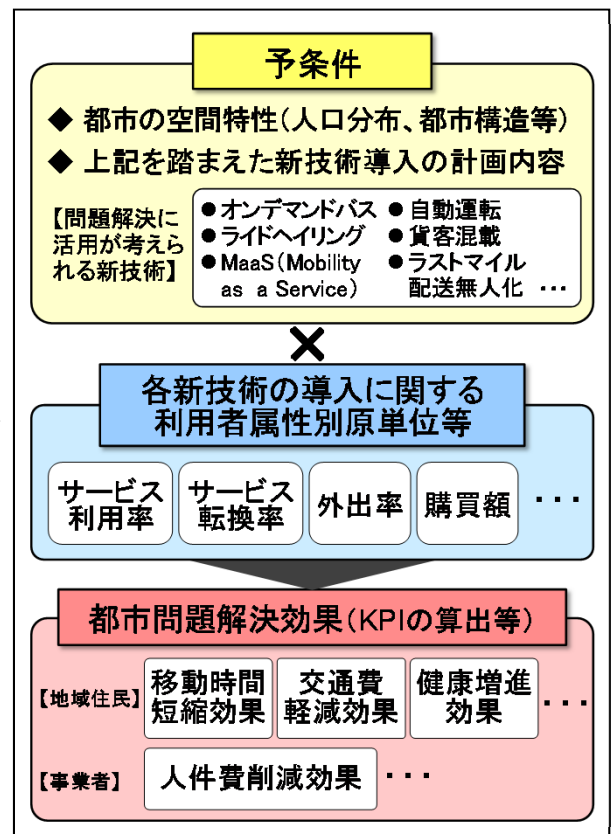 予条件
◆ 都市の空間特性(人口分布、都市構造等)
◆ 上記を踏まえた新技術導入の計画内容
【問題解決に
活用が考えら
れる新技術】
●オンデマンドバス
●ライドヘイリング
●MaaS(Mobility
as a Service)
●自動運転
●貨客混載
●ラストマイル
配送無人化 ・・・
×
各新技術の導入に関する
利用者属性別原単位等
サービス
利用率
サービス
転換率
外出率
購買額
・・・
都市問題解決効果(KPIの算出等)
【地域住民】
移動時間
短縮効果
交通費
軽減効果
健康増進
効果
・・・
【事業者】
人件費削減効果
・・・